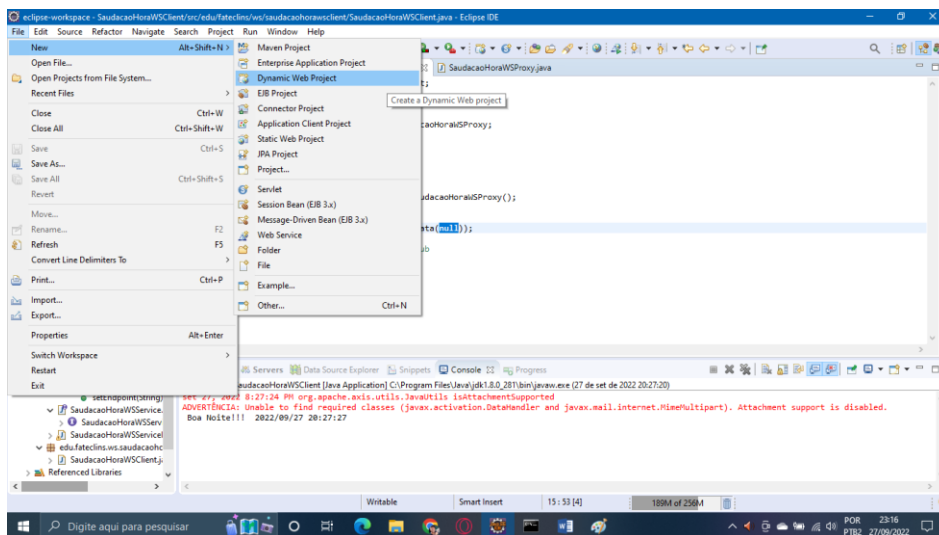 eclipse-workspace - SaudacaoHoraWSClient/src/edu/fateclins/ws/saudacaohorawsclient/SaudacaoHoraWSClient.java - Eclipse IDE
File Edit Source Refactor Navigate Search Project Run Window Help
New Alt+Shift+N >
Open File...
Open Projects from File System...
Recent Files >
Close Ctrl+W
Close All Ctrl+Shift+W
Save Ctrl+S
Save As...
Save All Ctrl+Shift+S
Revert
Move...
Rename... F2
Refresh F5
Convert Line Delimiters To >
Print... Ctrl+P
Import...
Export...
Properties Alt+Enter
Switch Workspace >
Restart
Exit
Maven Project
Enterprise Application Project
Dynamic Web Project
EJB Project
Connector Project
Application Client Project
Static Web Project
JPA Project
Project...
Servlet
Session Bean (EJB 3.x)
Message-Driven Bean (EJB 3.x)
Web Service
Folder
File
Example...
Other... Ctrl+N
Create a Dynamic Web project
SaudacaoHoraWSProxy.java
t;
caoHoraWSProxy;
udacaoHoraWSProxy();
ata(null));
ub
Servers Data Source Explorer Snippets Console Progress
audacaoHoraWSClient [Java Application] C:\Program Files\Java\jdk1.8.0_281\bin\javaw.exe (27 de set de 2022 20:27:20)
set 27, 2022 8:27:24 PM org.apache.axis.utils.JavaUtils isAttachmentSupported
ADVERTÊNCIA: Unable to find required classes (javax.activation.DataHandler and javax.mail.internet.MimeMultipart). Attachment support is disabled.
Boa Noite!!! 2022/09/27 20:27:27
setEndpoint(String)
SaudacaoHoraWSService.
SaudacaoHoraWSServ
SaudacaoHoraWSServicel
edu.fateclins.ws.saudacaohc
SaudacaoHoraWSClient.j
Referenced Libraries
Writable Smart Insert 15 : 53 [4] 189M of 256M
Digite aqui para pesquisar
POR 23:16
PTB2 27/09/2022